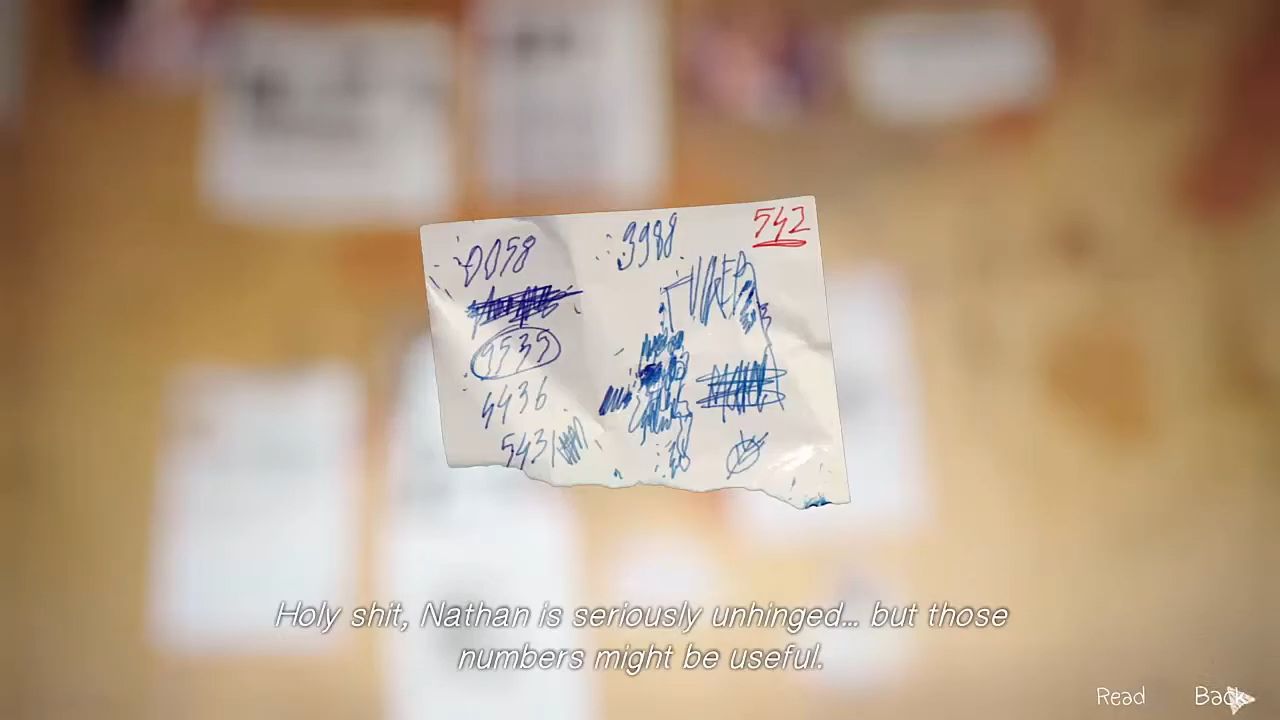 542
0058
3988
9539
4436
543
Holy shit, Nathan is seriously unhinged... but those
numbers might be useful.
Read
Back